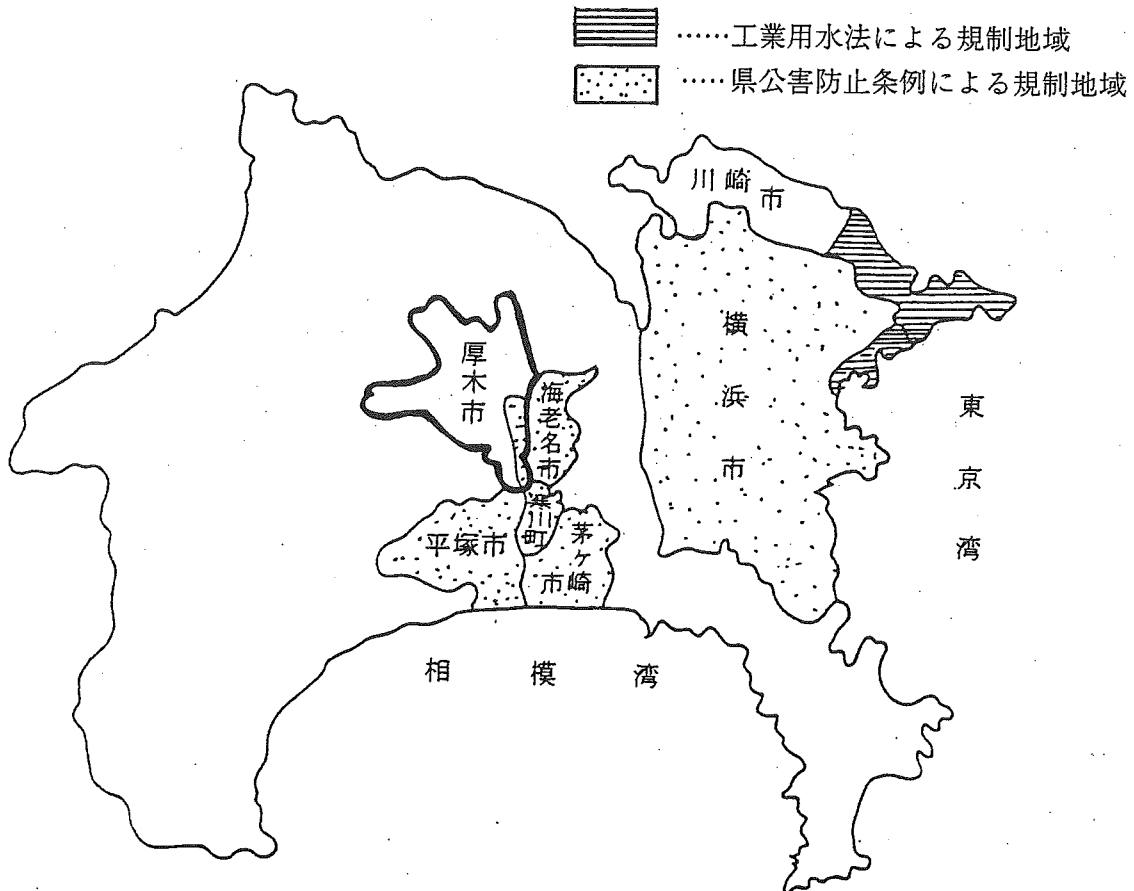 ……工業用水法による規制地域
……県公害防止条例による規制地域
川崎市
横浜市
厚木市
海老名市
寒川町
平塚市
茅ヶ崎市
東京湾
相模湾